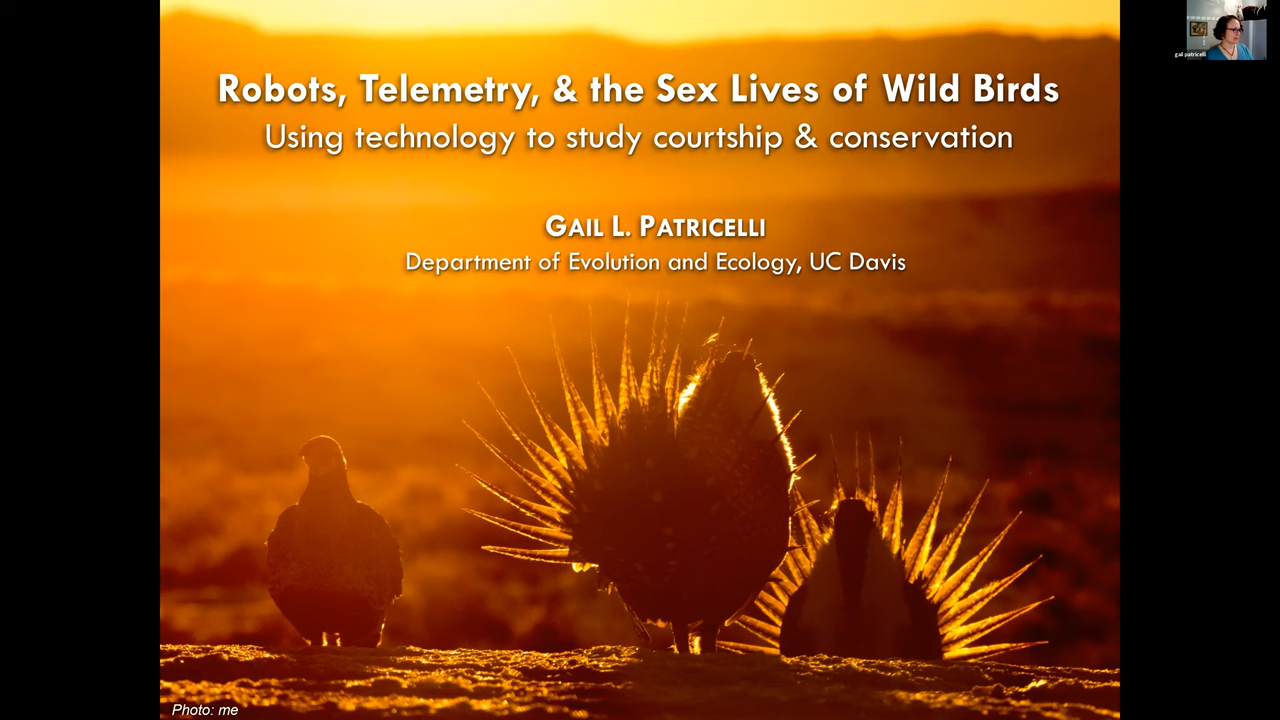 Robots, Telemetry, & the Sex Lives of Wild Birds
Using technology to study courtship & conservation
GAIL L. PATRICELLI
Department of Evolution and Ecology, UC Davis
Photo: me
gail patricelli